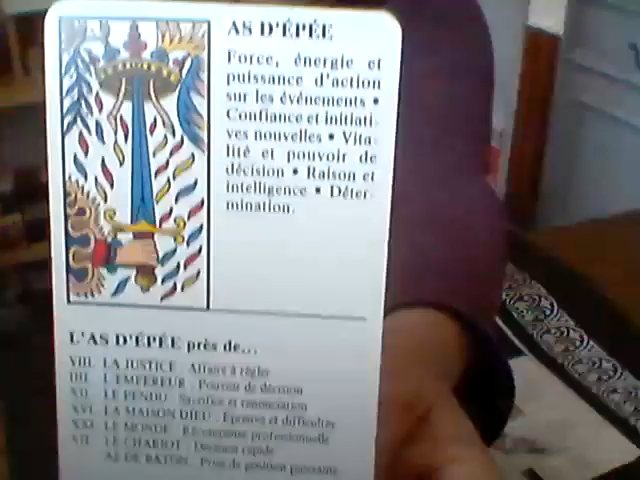 AS D'ÉPÉE
Force, énergie et
puissance d'action
sur les événements •
Confiance et initiati-
ves nouvelles • Vita-
lité et pouvoir de
décision • Raison et
intelligence • Déter-
mination.
L'AS D'ÉPÉE près de...
VIII LA JUSTICE Affaire à régler
IIII L'EMPEREUR Pouvoir de décision
XII LE PENDU Sacrifice et renonciation
XVI LA MAISON DIEU Épreuves et difficultés
XXI LE MONDE Réussite professionnelle
VII LE CHARIOT Décision rapide
AS DE BATON Prise de position puissante